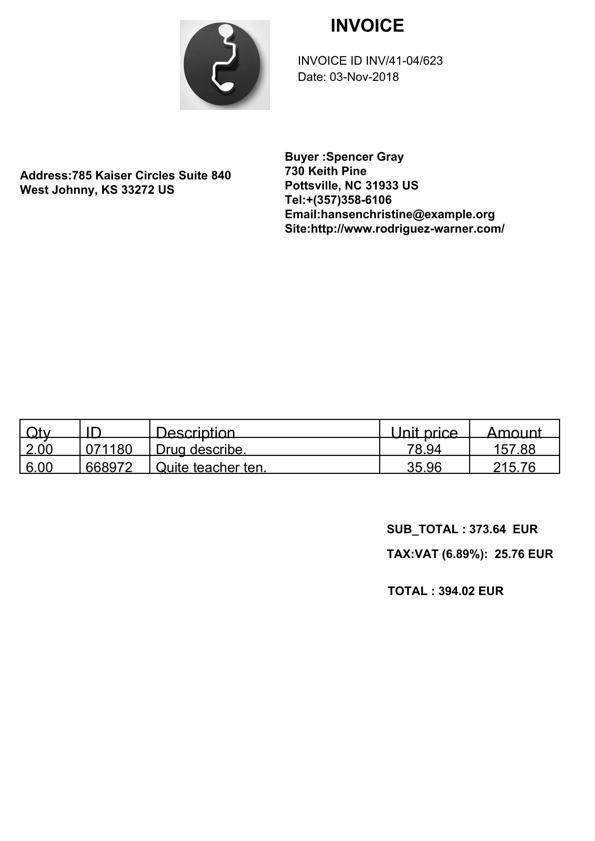 INVOICE
INVOICE ID INV/41-04/623
Date: 03-Nov-2018
Address:785 Kaiser Circles Suite 840
West Johnny, KS 33272 US
Buyer :Spencer Gray
730 Keith Pine
Pottsville, NC 31933 US
Tel:+(357)358-6106
Email:hansenchristine@example.org
Site:http://www.rodriguez-warner.com/
Qty ID Description Unit price Amount
2.00 071180 Drug describe. 78.94 157.88
6.00 668972 Quite teacher ten. 35.96 215.76
SUB_TOTAL : 373.64 EUR
TAX:VAT (6.89%): 25.76 EUR
TOTAL : 394.02 EUR